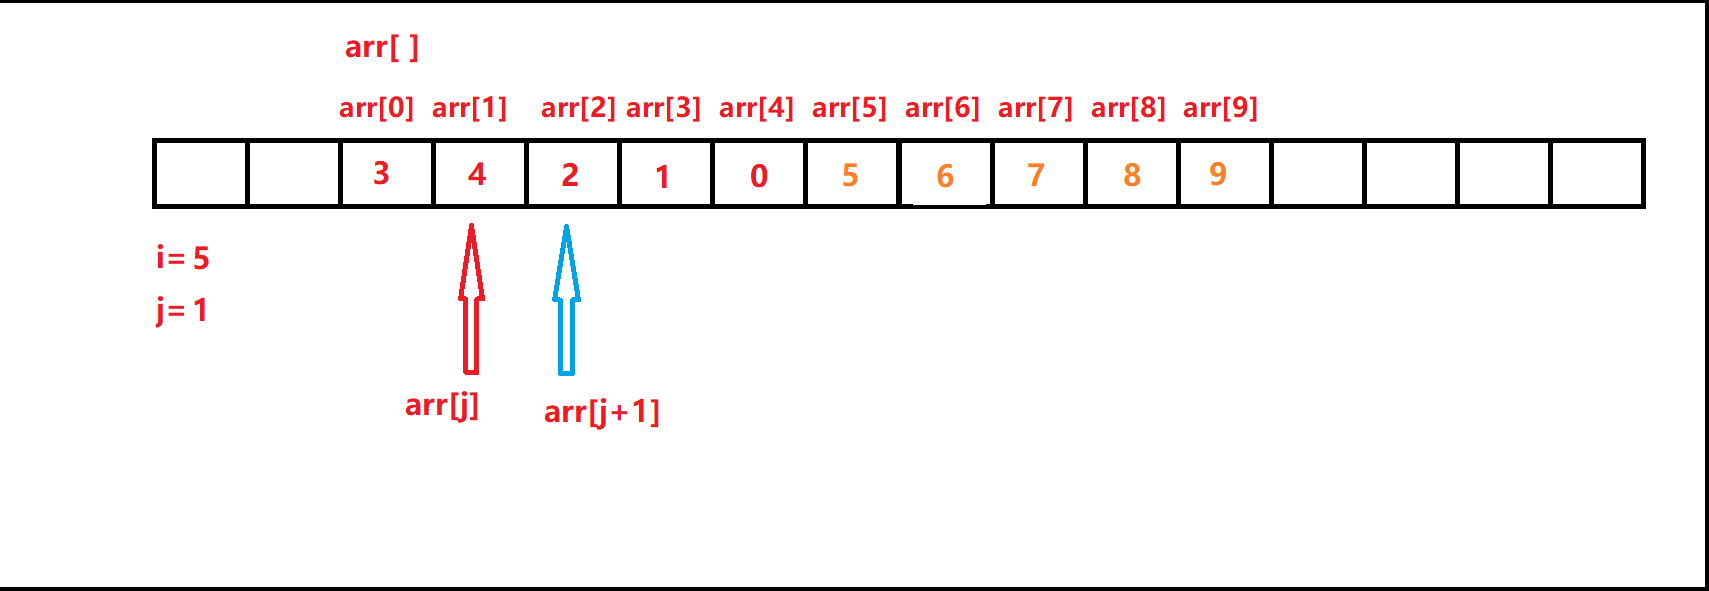 arr[ ]
arr[0] arr[1] arr[2] arr[3] arr[4] arr[5] arr[6] arr[7] arr[8] arr[9]
3 4 2 1 0 5 6 7 8 9
i= 5
j= 1
arr[j] arr[j+1]